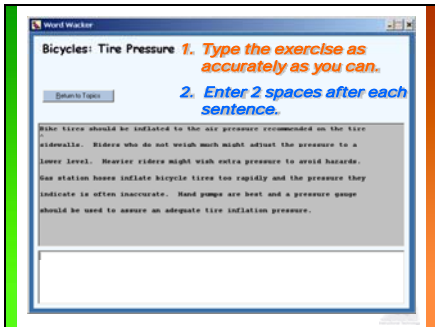 Word Wacker
Bicycles: Tire Pressure
1. Type the exercise as
accurately as you can.
Return to Topics
2. Enter 2 spaces after each
sentence.
Bike tires should be inflated to the air pressure recommended on the tire
sidewalls.  Riders who do not weigh much might adjust the pressure to a
lower level.  Heavier riders might wish extra pressure to avoid hazards.
Gas station hoses inflate bicycle tires too rapidly and the pressure they
indicate is often inaccurate.  Hand pumps are best and a pressure gauge
should be used to assure an adequate tire inflation pressure.